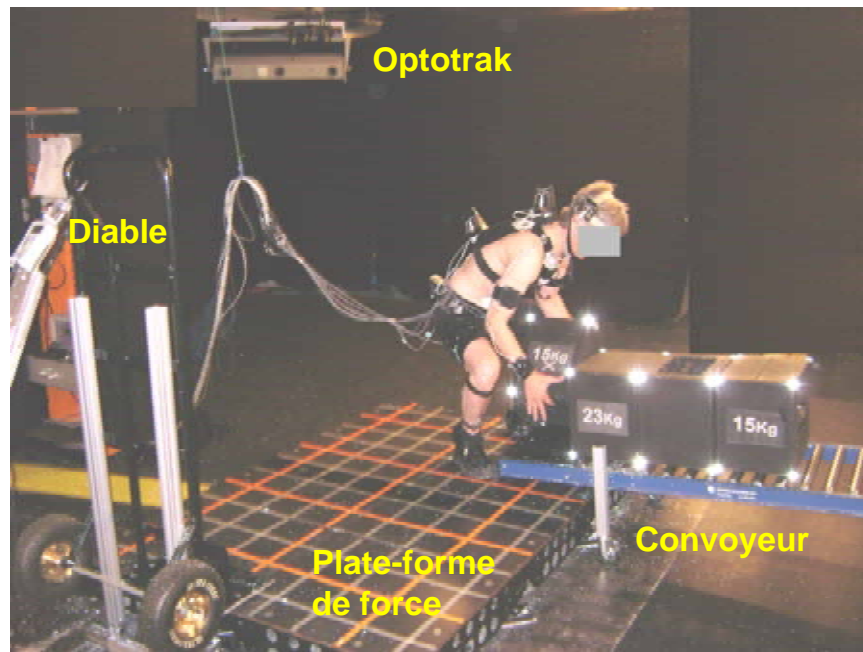 Optotrak
Diable
15Kg
23Kg
15Kg
Convoyeur
Plate-forme
de force